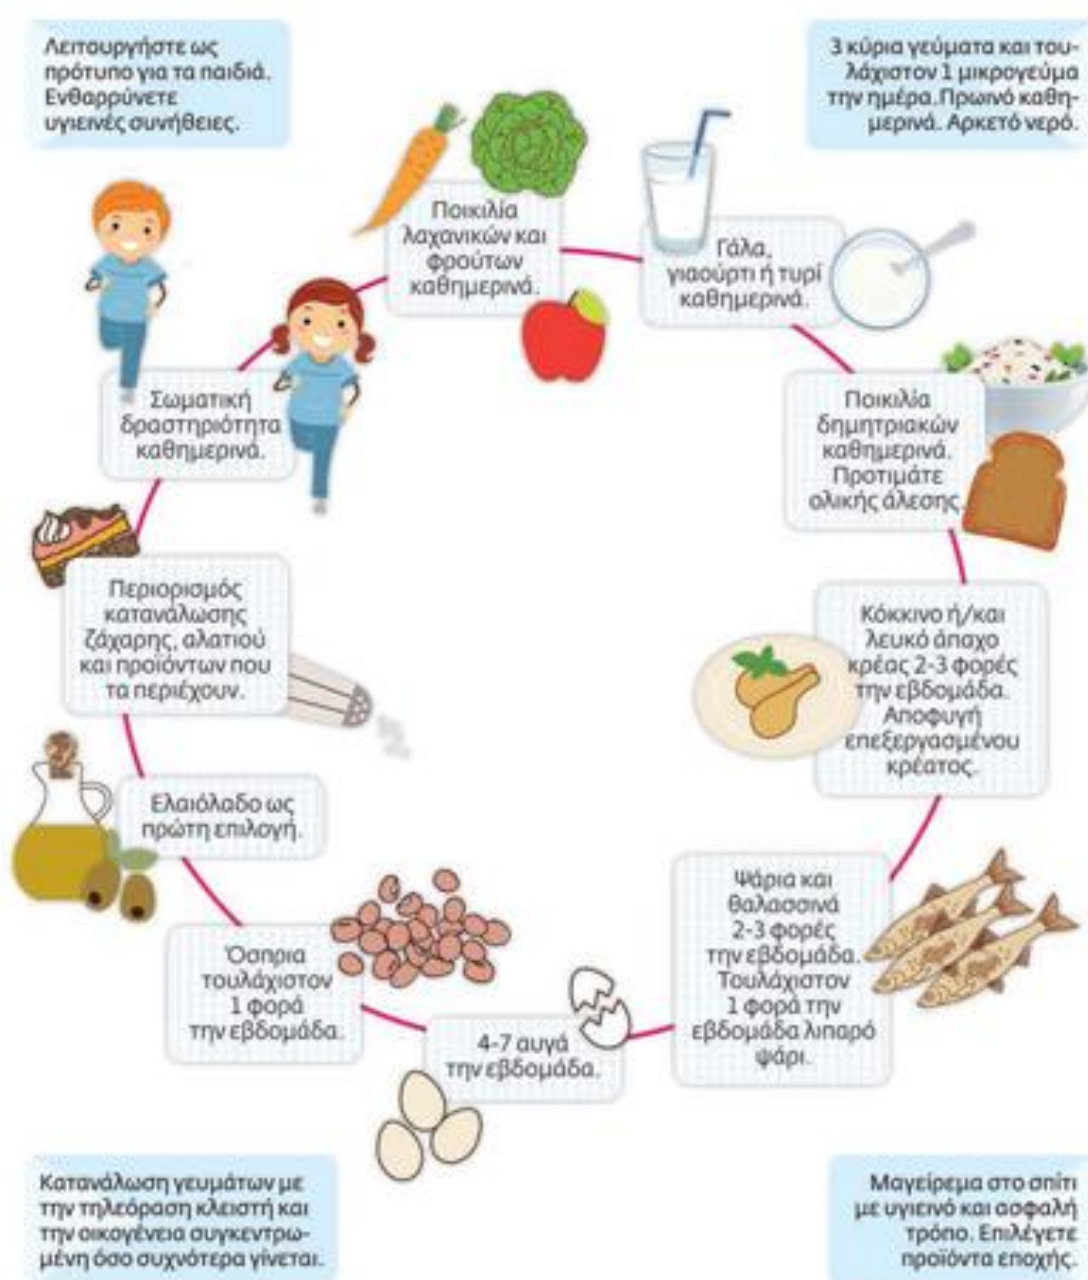 Λειτουργήστε ως
πρότυπο για τα παιδιά.
Ενθαρρύνετε
υγιεινές συνήθειες.
3 κύρια γεύματα και του-
λάχιστον 1 μικρογεύμα
την ημέρα.Πρωινό καθη-
μερινά. Αρκετό νερό.
Ποικιλία
λαχανικών και
φρούτων
καθημερινά.
Γάλα,
γιαούρτι ή τυρί
καθημερινά.
Ποικιλία
δημητριακών
καθημερινά.
Προτιμάτε
ολικής άλεσης.
Κόκκινο ή/και
λευκό άπαχο
κρέας 2-3 φορές
την εβδομάδα.
Αποφυγή
επεξεργασμένου
κρέατος.
Ψάρια και
θαλασσινά
2-3 φορές
την εβδομάδα.
Τουλάχιστον
1 φορά την
εβδομάδα λιπαρό
ψάρι.
4-7 αυγά
την εβδομάδα.
Όσπρια
τουλάχιστον
1 φορά
την εβδομάδα.
Ελαιόλαδο ως
πρώτη επιλογή.
Περιορισμός
κατανάλωσης
ζάχαρης, αλατιού
και προϊόντων που
τα περιέχουν.
Σωματική
δραστηριότητα
καθημερινά.
Κατανάλωση γευμάτων με
την τηλεόραση κλειστή και
την οικογένεια συγκεντρω-
μένη όσο συχνότερα γίνεται.
Μαγείρεμα στο σπίτι
με υγιεινό και ασφαλή
τρόπο. Επιλέγετε
προϊόντα εποχής.